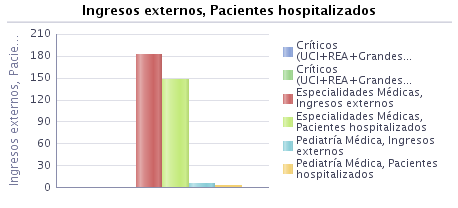 Ingresos externos, Pacientes hospitalizados
Ingresos externos, Pacie...
210
180
150
120
90
60
30
0
Críticos
(UCI+REA+Grandes...
Críticos
(UCI+REA+Grandes...
Especialidades Médicas,
Ingresos externos
Especialidades Médicas,
Pacientes hospitalizados
Pediatría Médica, Ingresos
externos
Pediatría Médica, Pacientes
hospitalizados